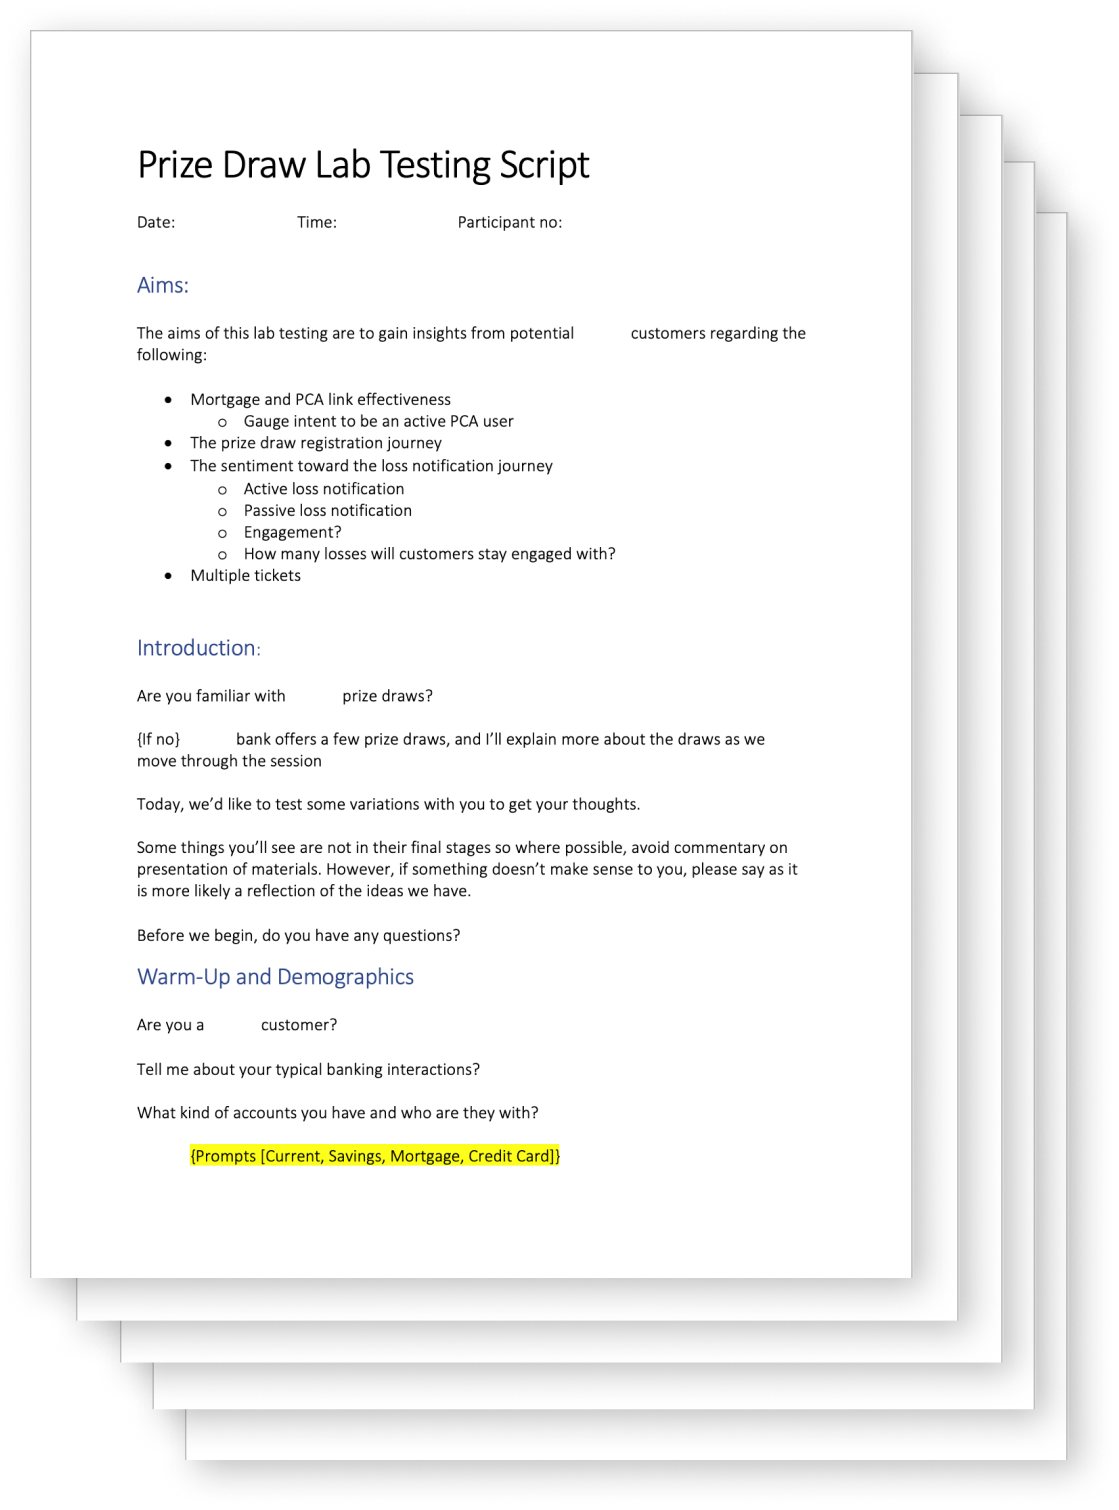 Prize Draw Lab Testing Script
Date: Time: Participant no:
Aims:
The aims of this lab testing are to gain insights from potential customers regarding the
following:
• Mortgage and PCA link effectiveness
o Gauge intent to be an active PCA user
• The prize draw registration journey
• The sentiment toward the loss notification journey
o Active loss notification
o Passive loss notification
o Engagement?
o How many losses will customers stay engaged with?
• Multiple tickets
Introduction:
Are you familiar with prize draws?
{If no} bank offers a few prize draws, and I’ll explain more about the draws as we
move through the session
Today, we’d like to test some variations with you to get your thoughts.
Some things you’ll see are not in their final stages so where possible, avoid commentary on
presentation of materials. However, if something doesn’t make sense to you, please say as it
is more likely a reflection of the ideas we have.
Before we begin, do you have any questions?
Warm-Up and Demographics
Are you a customer?
Tell me about your typical banking interactions?
What kind of accounts you have and who are they with?
{Prompts [Current, Savings, Mortgage, Credit Card]}